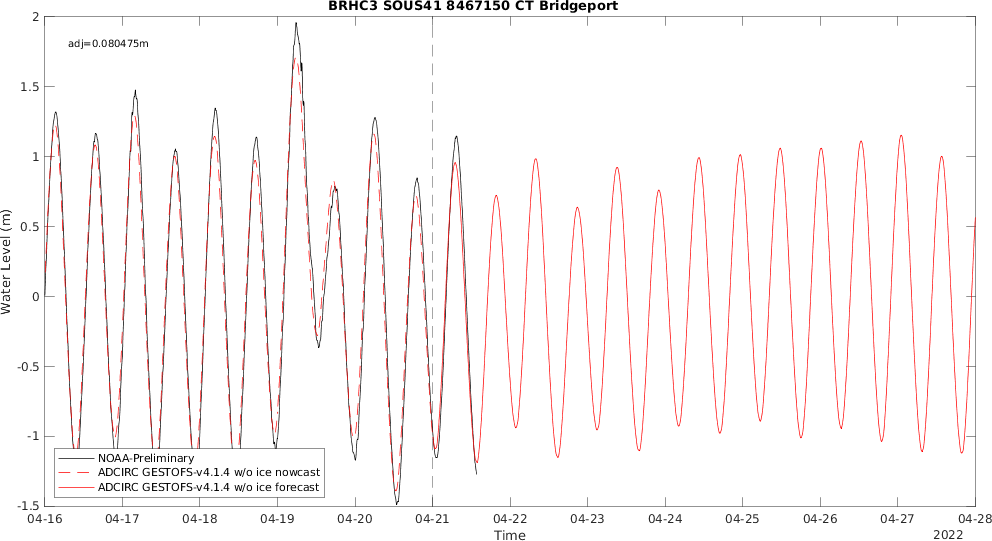 BRHC3 SOUS41 8467150 CT Bridgeport
adj=0.080475m
2
1.5
1
0.5
0
-0.5
-1
-1.5
Water Level (m)
NOAA-Preliminary
ADCIRC GESTOFS-v4.1.4 w/o ice nowcast
ADCIRC GESTOFS-v4.1.4 w/o ice forecast
04-16 04-17 04-18 04-19 04-20 04-21 04-22 04-23 04-24 04-25 04-26 04-27 04-28
Time
2022